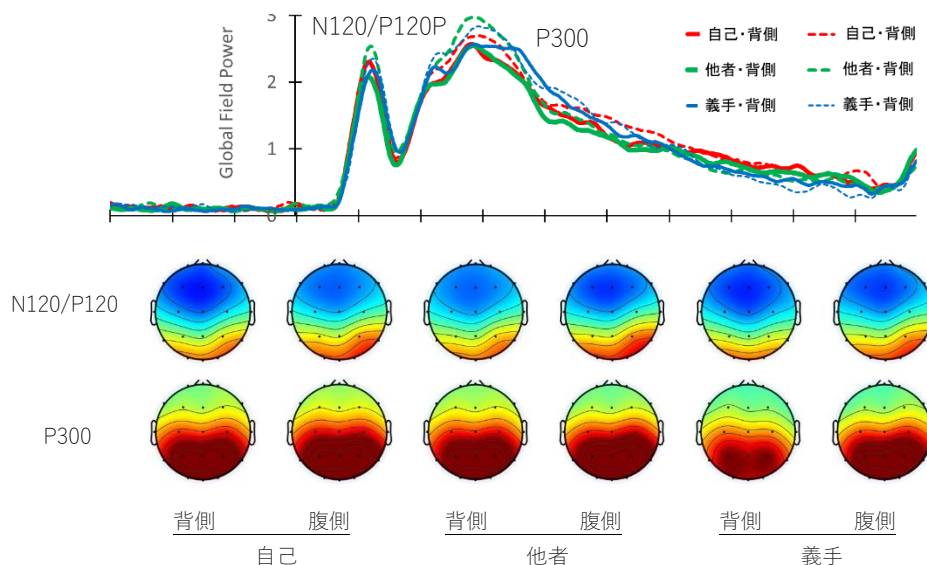 3
N120/P120P
P300
Global Field Power
2
1
0
自己・背側
自己・背側
他者・背側
他者・背側
義手・背側
義手・背側
N120/P120
P300
背側 腹側 背側 腹側 背側 腹側
自己 他者 義手